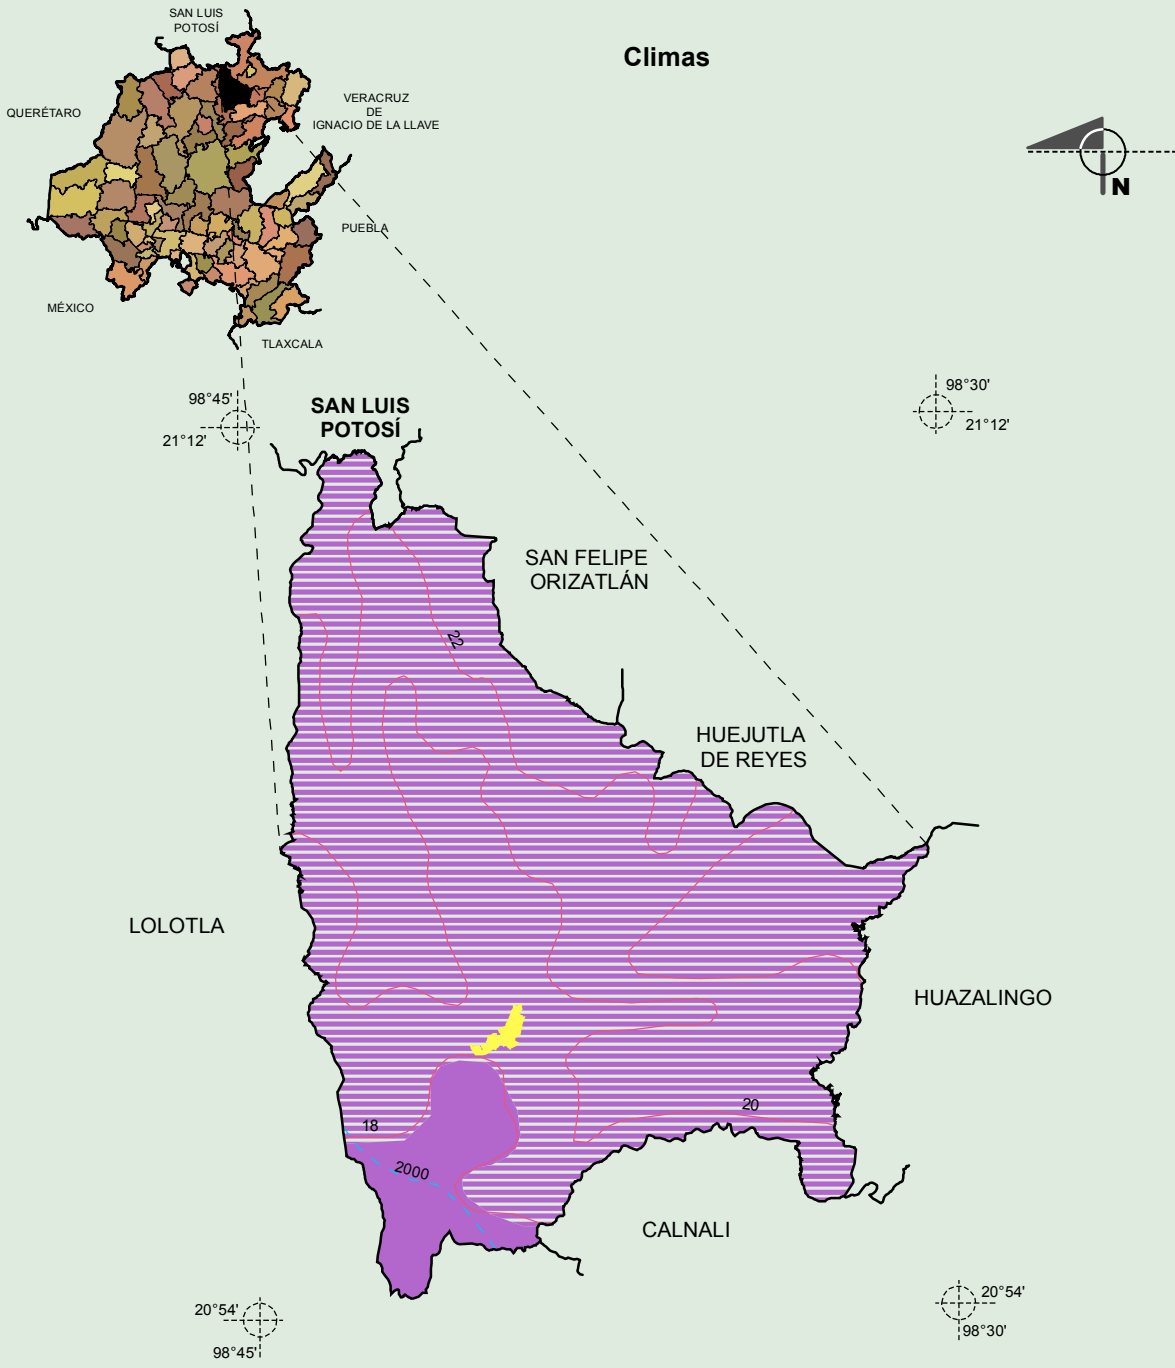 Climas
SAN LUIS
POTOSÍ
QUERÉTARO
VERACRUZ
DE
IGNACIO DE LA LLAVE
PUEBLA
MÉXICO
TLAXCALA
N
98°45'
21°12'
98°30'
21°12'
SAN LUIS
POTOSÍ
SAN FELIPE
ORIZATLÁN
22
HUEJUTLA
DE REYES
LOLOTLA
HUAZALINGO
20
18
2000
CALNALI
20°54'
98°45'
20°54'
98°30'